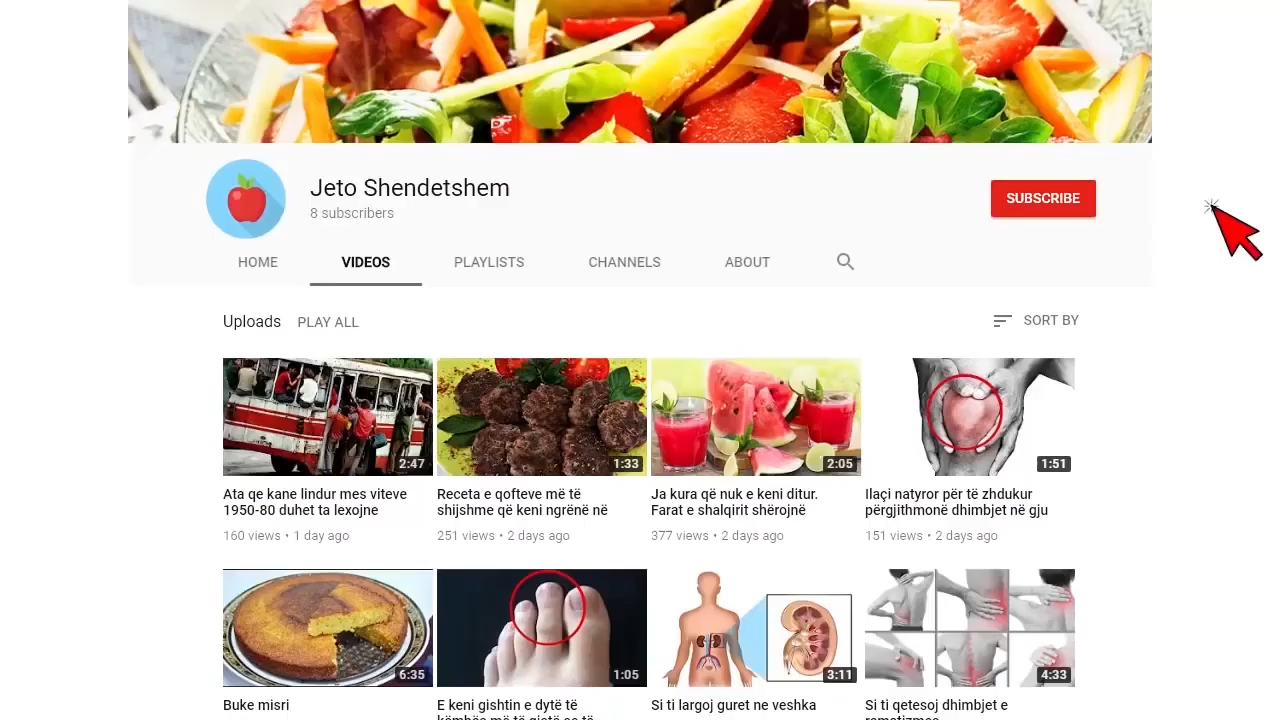 Jeto Shendetshem
8 subscribers
SUBSCRIBE
HOME VIDEOS PLAYLISTS CHANNELS ABOUT
Uploads PLAY ALL
SORT BY
2:47 1:33 2:05 1:51
Ata qe kane lindur mes viteve
1950-80 duhet ta lexojne
160 views • 1 day ago
Receta e qofteve më të
shijshme që keni ngrënë në
251 views • 2 days ago
Ja kura që nuk e keni ditur.
Farat e shalqirit shërojnë
377 views • 2 days ago
Ilaçi natyror për të zhdukur
përgjithmonë dhimbjet në gju
151 views • 2 days ago
6:35 1:05 3:11 4:33
Buke misri
E keni gishtin e dytë të
Si ti largoj guret ne veshka
Si ti qetesoj dhimbjet e